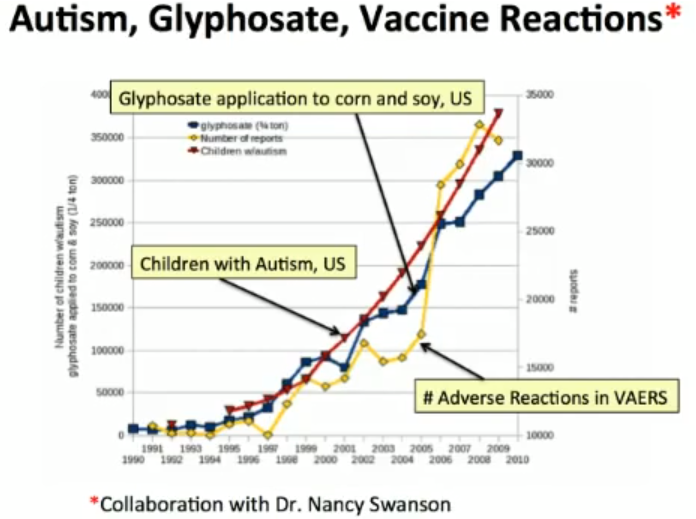 Autism, Glyphosate, Vaccine Reactions*
Glyphosate application to corn and soy, US
glyphosate (¼ ton)
Number of reports
Children w/autism
Children with Autism, US
# Adverse Reactions in VAERS
Number of children w/autism
glyphosate applied to corn & soy (1/4 ton)
400
350000
300000
250000
200000
150000
100000
50000
0
35000
30000
25000
20000
15000
10000
# reports
1991 1993 1995 1997 1999 2001 2003 2005 2007 2009
1990 1992 1994 1996 1998 2000 2002 2004 2006 2008 2010
*Collaboration with Dr. Nancy Swanson